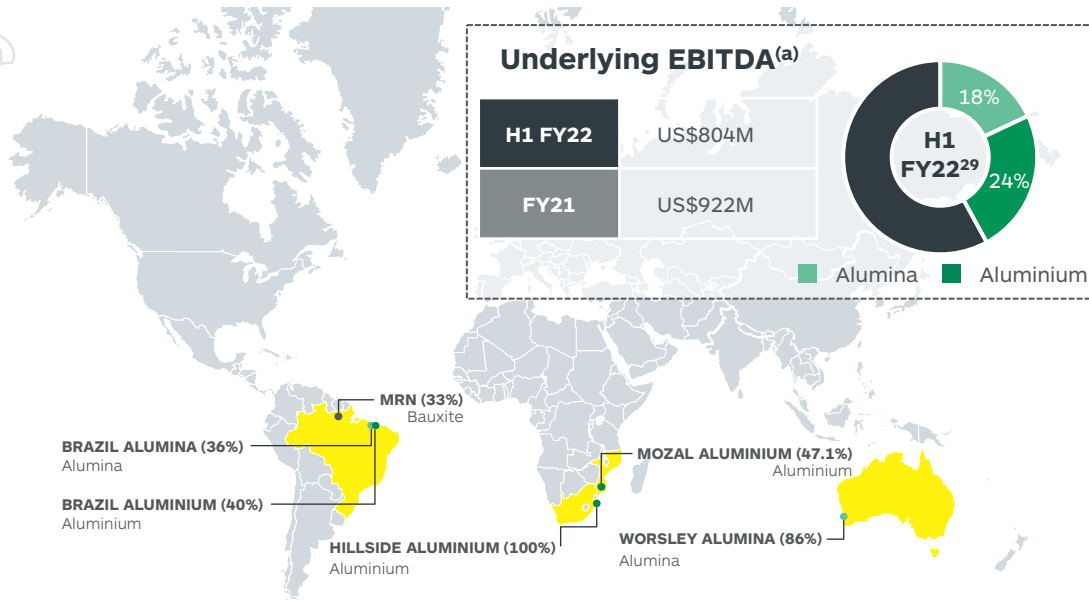 Underlying EBITDA(a)
H1 FY22 US$804M
FY21 US$922M
18%
24%
H1
FY22²⁹
Alumina Aluminium
MRN (33%)
Bauxite
BRAZIL ALUMINA (36%)
Alumina
BRAZIL ALUMINIUM (40%)
Aluminium
MOZAL ALUMINIUM (47.1%)
Aluminium
HILLSIDE ALUMINIUM (100%)
Aluminium
WORSLEY ALUMINA (86%)
Alumina